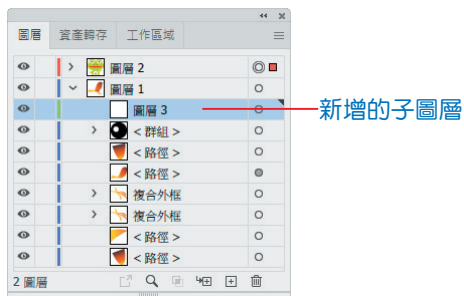 圖層 資產轉存 工作區域
圖層 2
圖層 1
圖層 3
新增的子圖層
< 群組 >
< 路徑 >
< 路徑 >
複合外框
複合外框
< 路徑 >
< 路徑 >
2 圖層